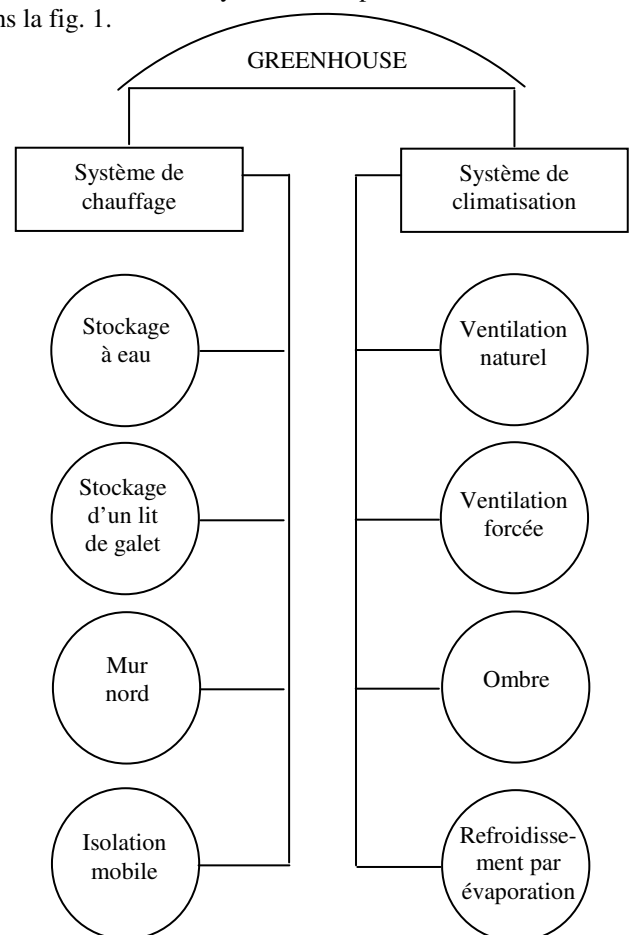 ns la fig. 1.
GREENHOUSE
Système de
chauffage
Système de
climatisation
Stockage
à eau
Ventilation
naturel
Stockage
d'un lit
de galet
Ventilation
forcée
Mur
nord
Ombre
Isolation
mobile
Refroidisse-
ment par
évaporation